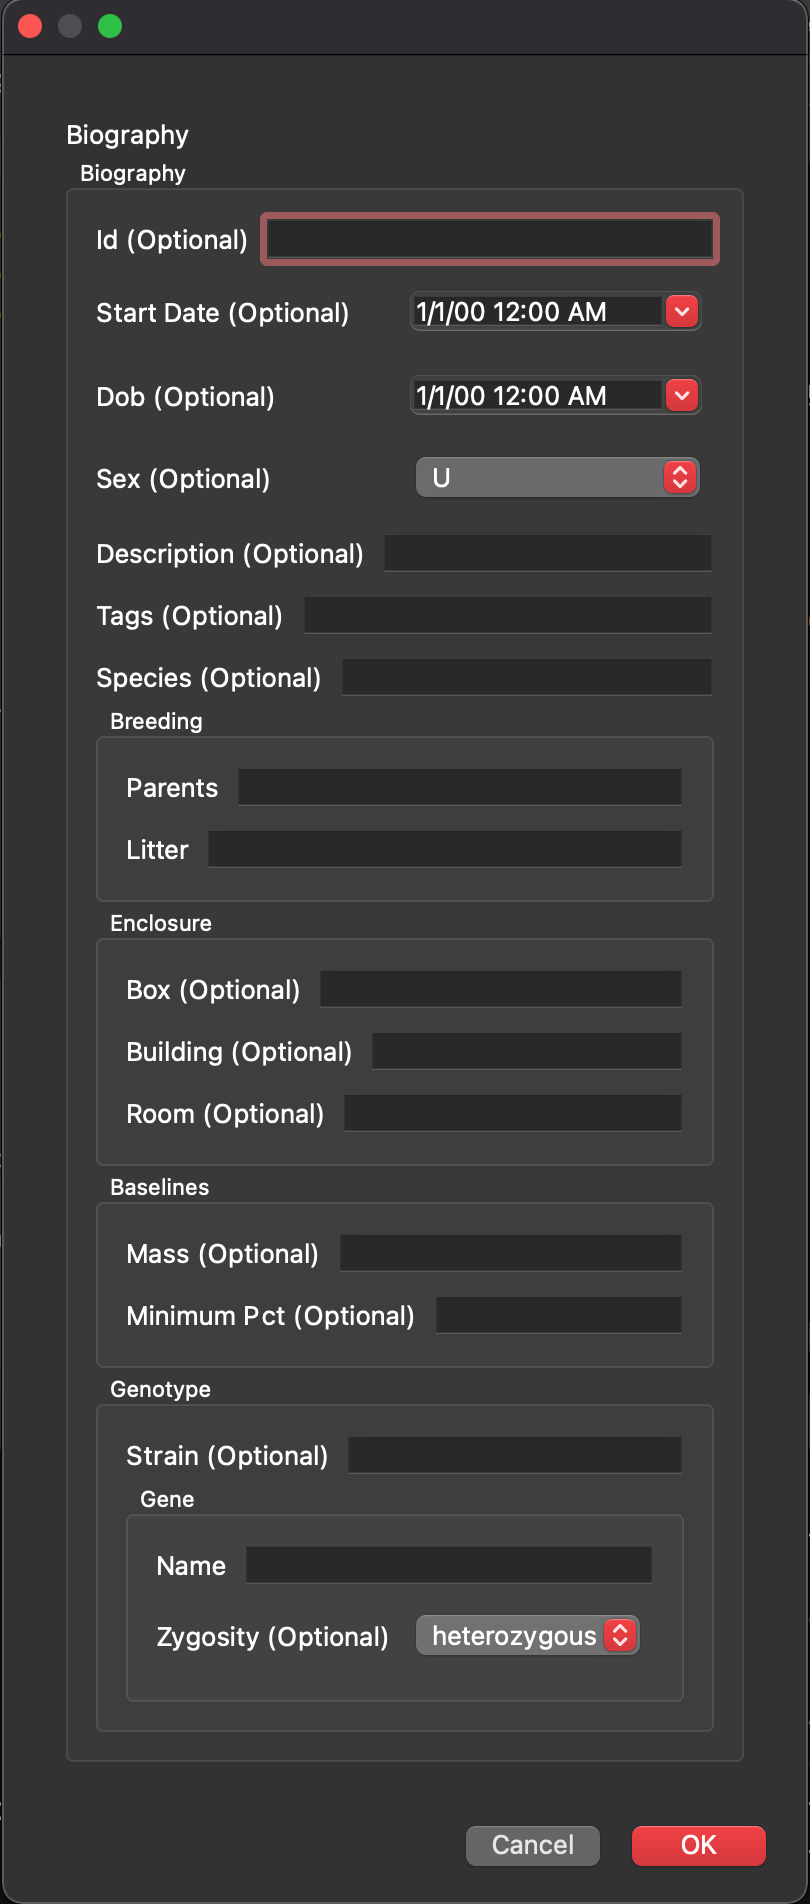 Biography
Biography
Id (Optional)
Start Date (Optional) 1/1/00 12:00 AM
Dob (Optional) 1/1/00 12:00 AM
Sex (Optional) U
Description (Optional)
Tags (Optional)
Species (Optional)
Breeding
Parents
Litter
Enclosure
Box (Optional)
Building (Optional)
Room (Optional)
Baselines
Mass (Optional)
Minimum Pct (Optional)
Genotype
Strain (Optional)
Gene
Name
Zygosity (Optional) heterozygous
Cancel OK